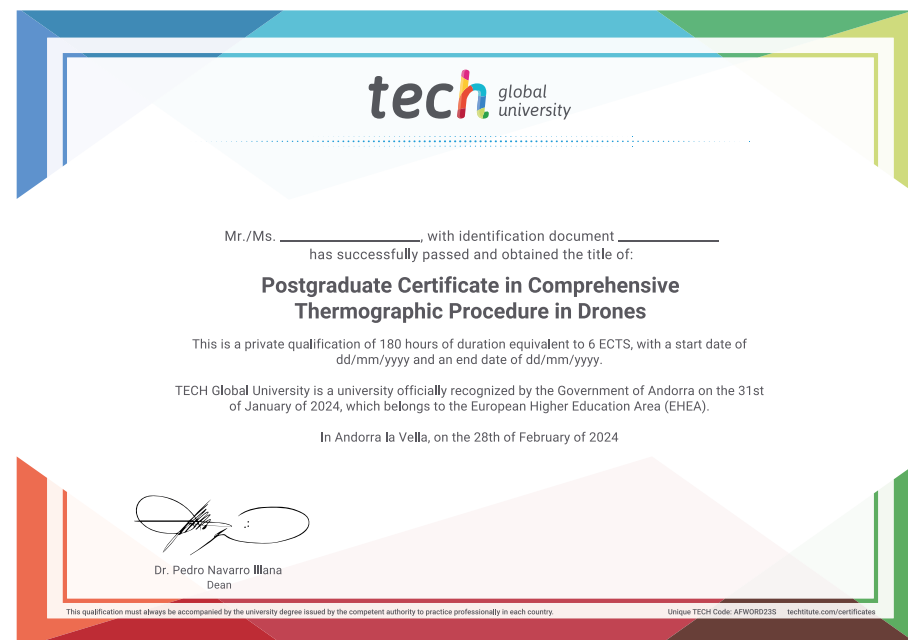 tech global university
Mr./Ms. ____________, with identification document ____________
has successfully passed and obtained the title of:
Postgraduate Certificate in Comprehensive
Thermographic Procedure in Drones
This is a private qualification of 180 hours of duration equivalent to 6 ECTS, with a start date of
dd/mm/yyyy and an end date of dd/mm/yyyy.
TECH Global University is a university officially recognized by the Government of Andorra on the 31st
of January of 2024, which belongs to the European Higher Education Area (EHEA).
In Andorra la Vella, on the 28th of February of 2024
Dr. Pedro Navarro Illana
Dean
This qualification must always be accompanied by the university degree issued by the competent authority to practice professionally in each country.
Unique TECH Code: AFWORD23S techtitute.com/certificates